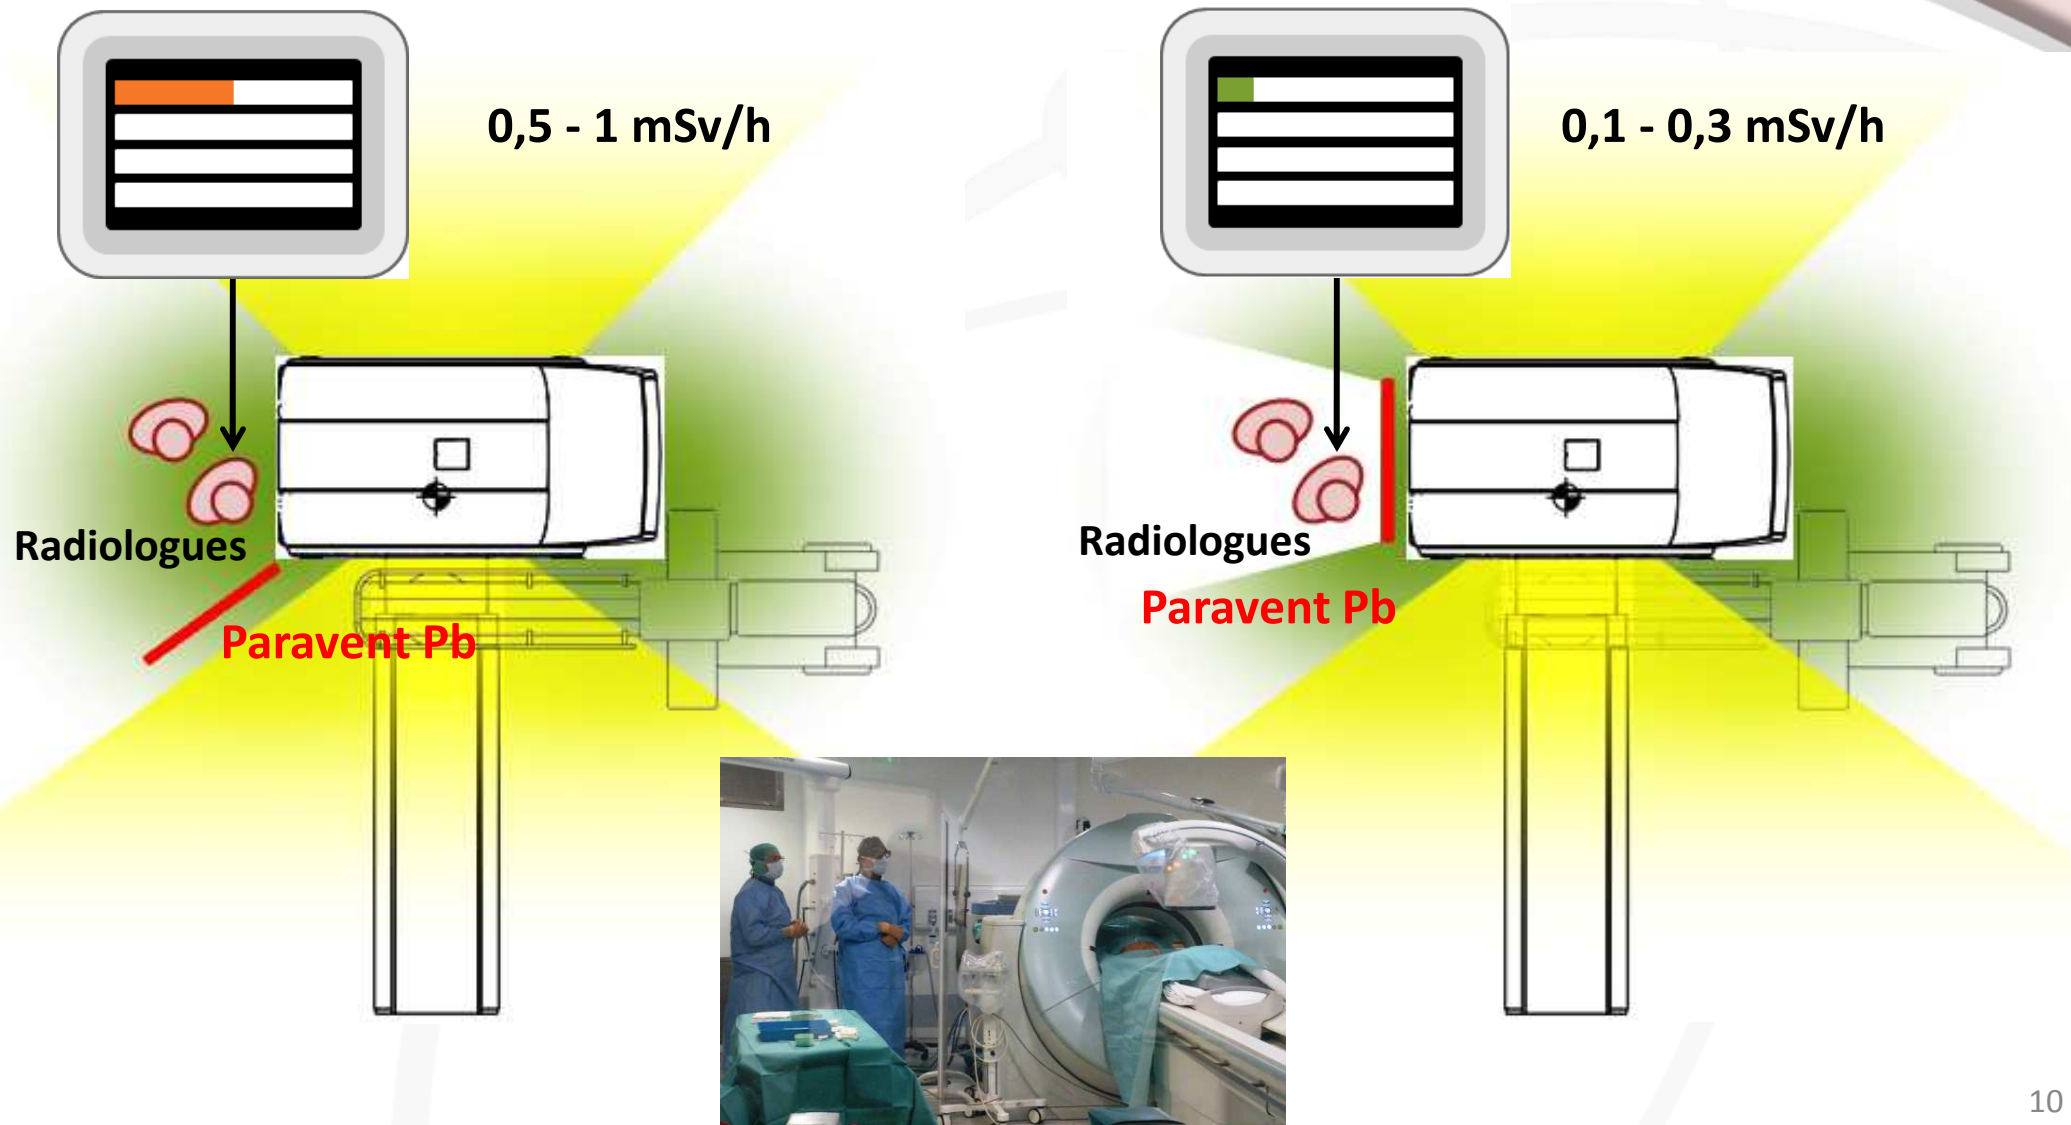 0,5 - 1 mSv/h
Radiologues
Paravent Pb
0,1 - 0,3 mSv/h
Radiologues
Paravent Pb
10